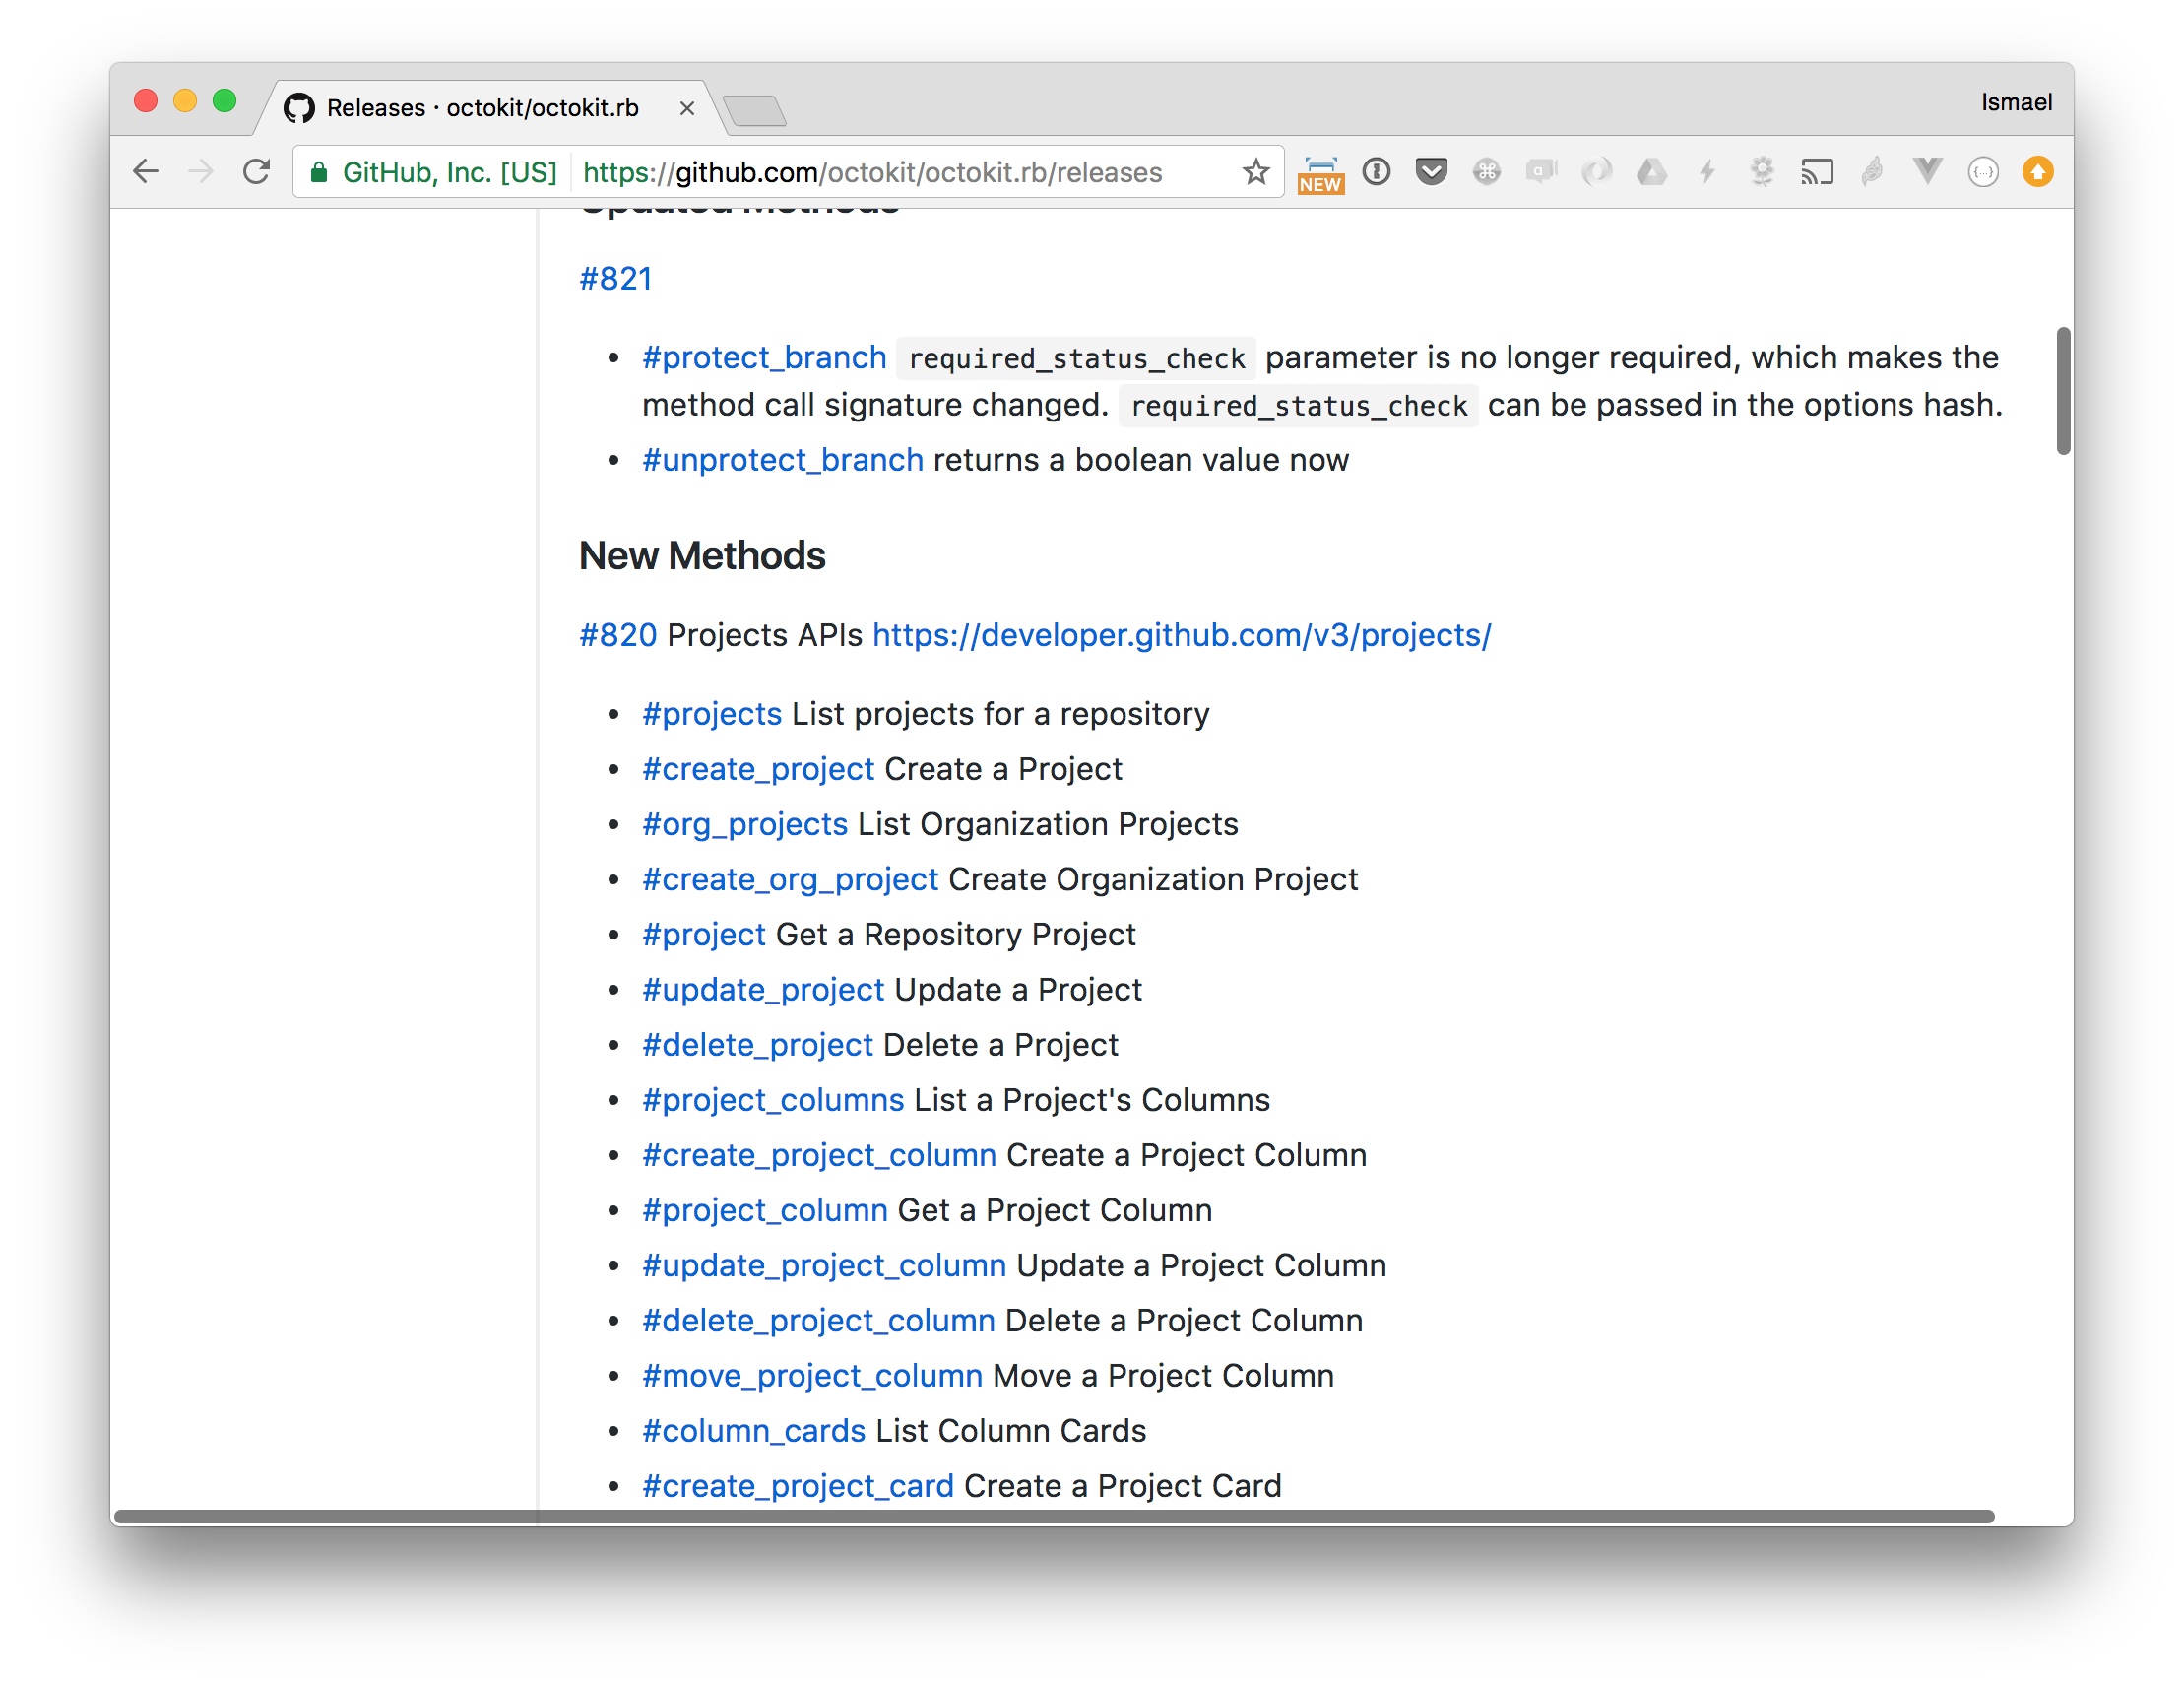 Releases · octokit/octokit.rb
Ismael
GitHub, Inc. [US] https://github.com/octokit/octokit.rb/releases
NEW
Updated Methods
#821
• #protect_branch required_status_check parameter is no longer required, which makes the
method call signature changed. required_status_check can be passed in the options hash.
• #unprotect_branch returns a boolean value now
New Methods
#820 Projects APIs https://developer.github.com/v3/projects/
• #projects List projects for a repository
• #create_project Create a Project
• #org_projects List Organization Projects
• #create_org_project Create Organization Project
• #project Get a Repository Project
• #update_project Update a Project
• #delete_project Delete a Project
• #project_columns List a Project's Columns
• #create_project_column Create a Project Column
• #project_column Get a Project Column
• #update_project_column Update a Project Column
• #delete_project_column Delete a Project Column
• #move_project_column Move a Project Column
• #column_cards List Column Cards
• #create_project_card Create a Project Card